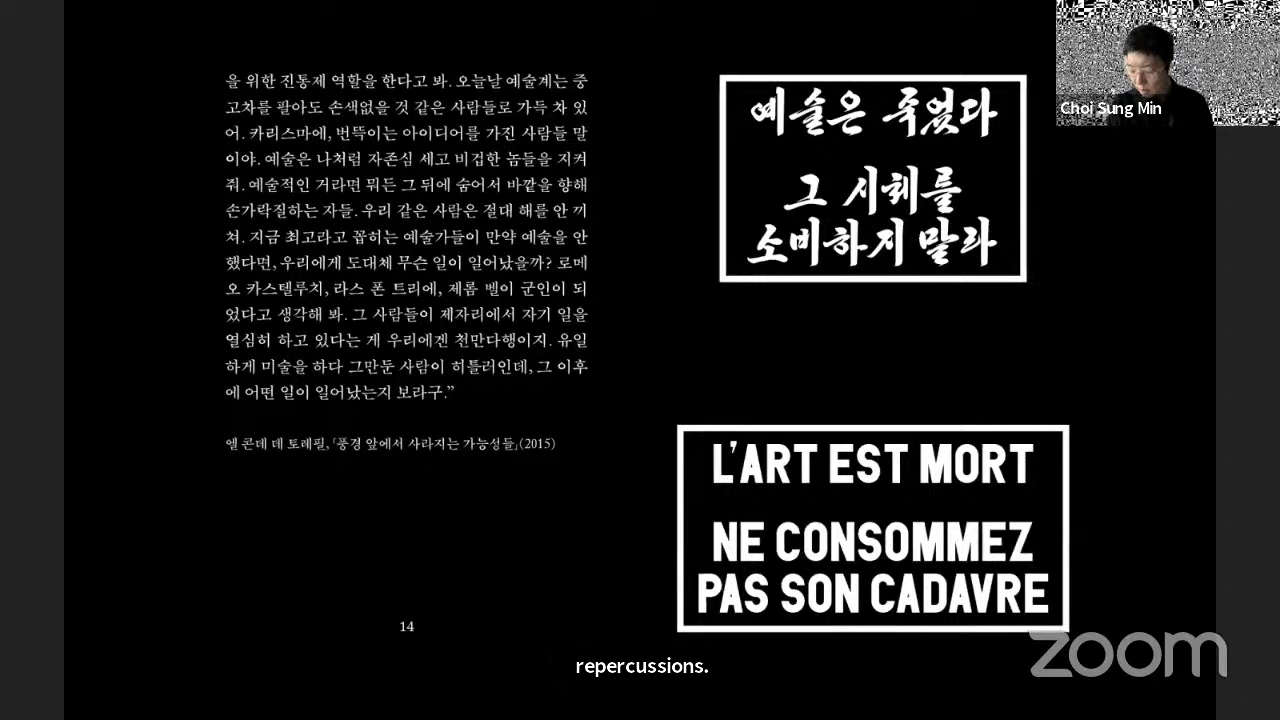 을 위한 진통제 역할을 한다고 봐. 오늘날 예술계는 중
고차를 팔아도 손색없을 것 같은 사람들로 가득 차 있
어. 카리스마에, 번뜩이는 아이디어를 가진 사람들 말
이야. 예술은 나처럼 자존심 세고 비겁한 놈들을 지켜
줘. 예술적인 거라면 뭐든 그 뒤에 숨어서 바깥을 향해
손가락질하는 자들. 우리 같은 사람은 절대 해를 안 끼
쳐. 지금 최고라고 꼽히는 예술가들이 만약 예술을 안
했다면, 우리에게 도대체 무슨 일이 일어났을까? 로메
오 카스텔루치, 라스 폰 트리에, 제롬 벨이 군인이 되
었다고 생각해 봐. 그 사람들이 제자리에서 자기 일을
열심히 하고 있다는 게 우리에겐 천만다행이지. 유일
하게 미술을 하다 그만둔 사람이 히틀러인데, 그 이후
에 어떤 일이 일어났는지 보라구.”
엘 콘데 데 토레필, 「풍경 앞에서 사라지는 가능성들」(2015)
14
예술은 죽었다
그 시체를
소비하지 말라
L’ART EST MORT
NE CONSOMMEZ
PAS SON CADAVRE
Choi Sung Min
repercussions.
zoom